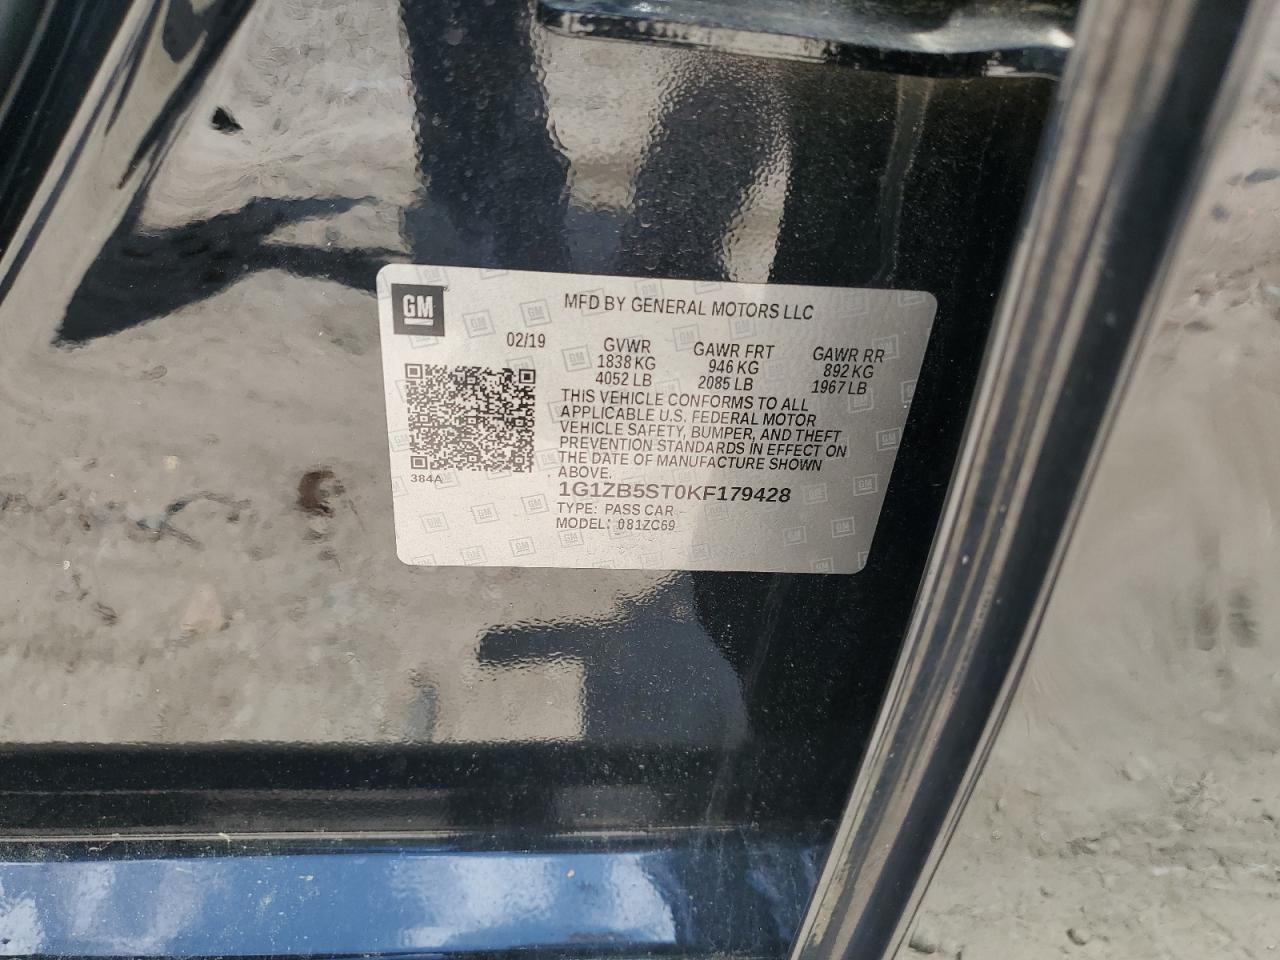 GM
MFD BY GENERAL MOTORS LLC
02/19 GVWR GAWR FRT GAWR RR
1838 KG 946 KG 892 KG
4052 LB 2085 LB 1967 LB
THIS VEHICLE CONFORMS TO ALL
APPLICABLE U.S. FEDERAL MOTOR
VEHICLE SAFETY, BUMPER, AND THEFT
PREVENTION STANDARDS IN EFFECT ON
THE DATE OF MANUFACTURE SHOWN
ABOVE.
384A
1G1ZB5ST0KF179428
TYPE: PASS CAR
MODEL: 081ZC69